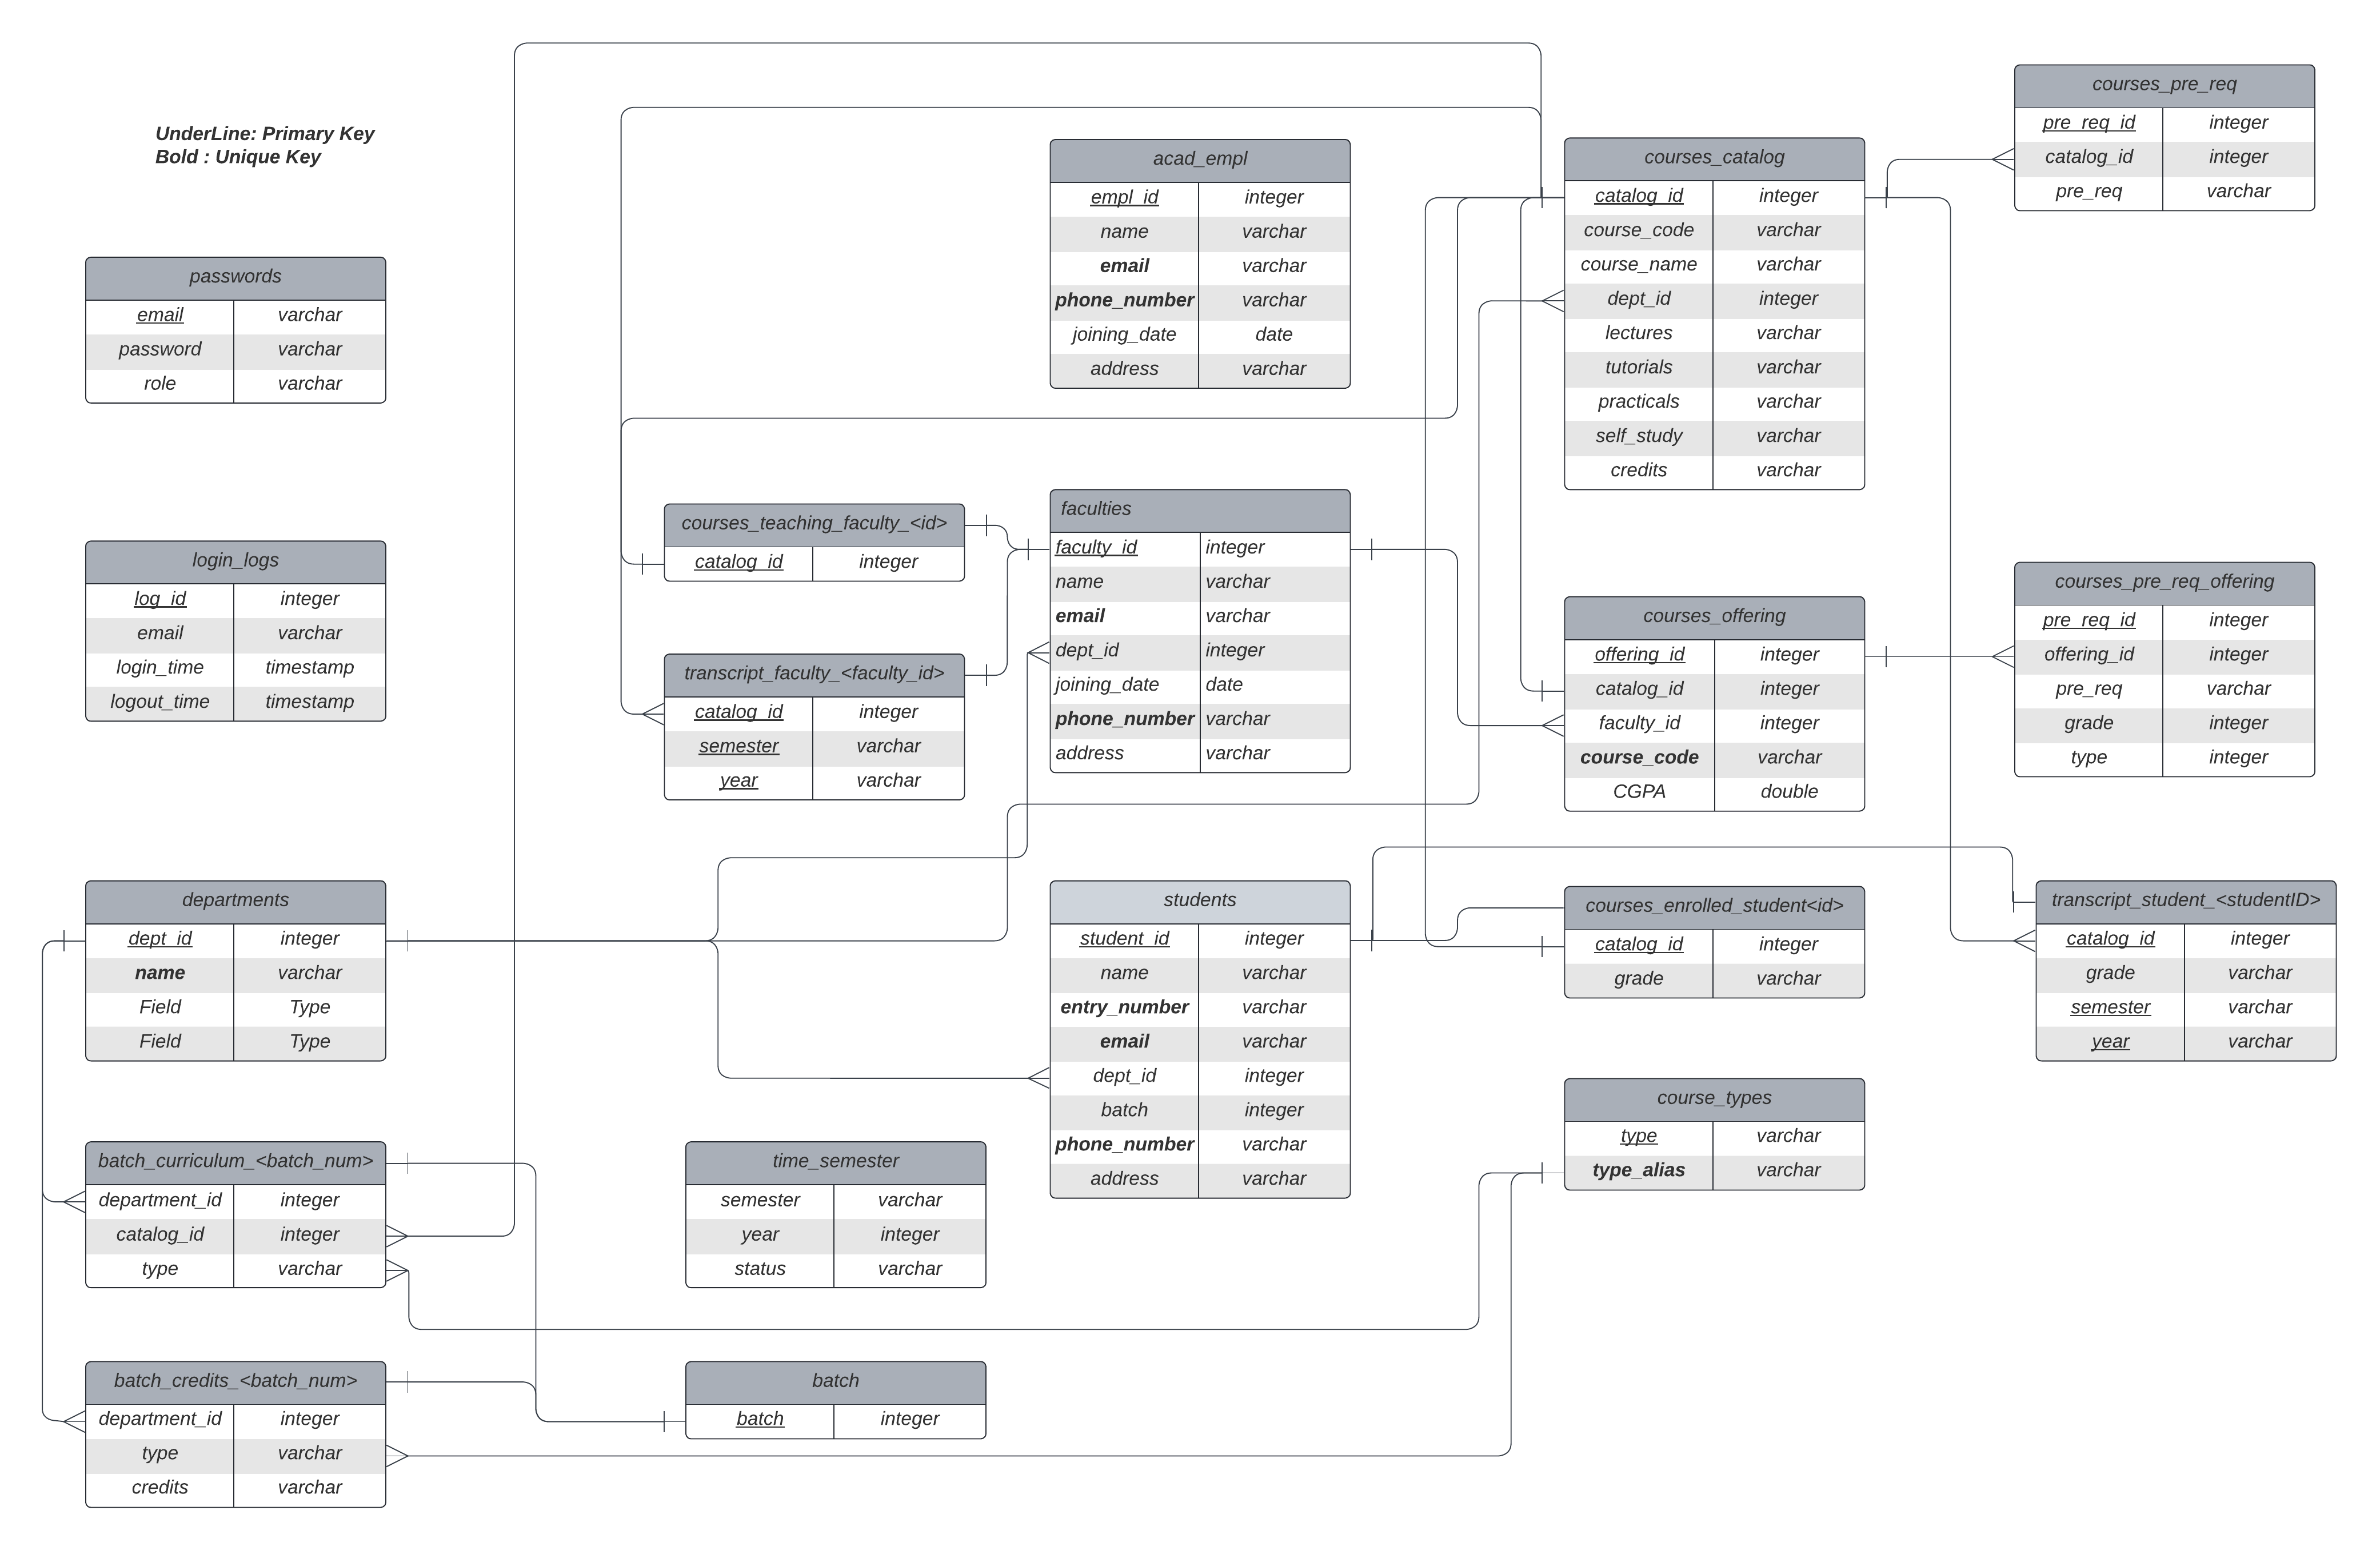 UnderLine: Primary Key
Bold : Unique Key
passwords
email varchar
password varchar
role varchar
login_logs
log_id integer
email varchar
login_time timestamp
logout_time timestamp
departments
dept_id integer
name varchar
Field Type
Field Type
batch_curriculum_<batch_num>
department_id integer
catalog_id integer
type varchar
batch_credits_<batch_num>
department_id integer
type varchar
credits varchar
courses_teaching_faculty_<id>
catalog_id integer
transcript_faculty_<faculty_id>
catalog_id integer
semester varchar
year varchar
time_semester
semester varchar
year integer
status varchar
batch
batch integer
acad_empl
empl_id integer
name varchar
email varchar
phone_number varchar
joining_date date
address varchar
faculties
faculty_id integer
name varchar
email varchar
dept_id integer
joining_date date
phone_number varchar
address varchar
students
student_id integer
name varchar
entry_number varchar
email varchar
dept_id integer
batch integer
phone_number varchar
address varchar
courses_catalog
catalog_id integer
course_code varchar
course_name varchar
dept_id integer
lectures varchar
tutorials varchar
practicals varchar
self_study varchar
credits varchar
courses_offering
offering_id integer
catalog_id integer
faculty_id integer
course_code varchar
CGPA double
courses_enrolled_student<id>
catalog_id integer
grade varchar
course_types
type varchar
type_alias varchar
courses_pre_req
pre_req_id integer
catalog_id integer
pre_req varchar
courses_pre_req_offering
pre_req_id integer
offering_id integer
pre_req varchar
grade integer
type integer
transcript_student_<studentID>
catalog_id integer
grade varchar
semester varchar
year varchar